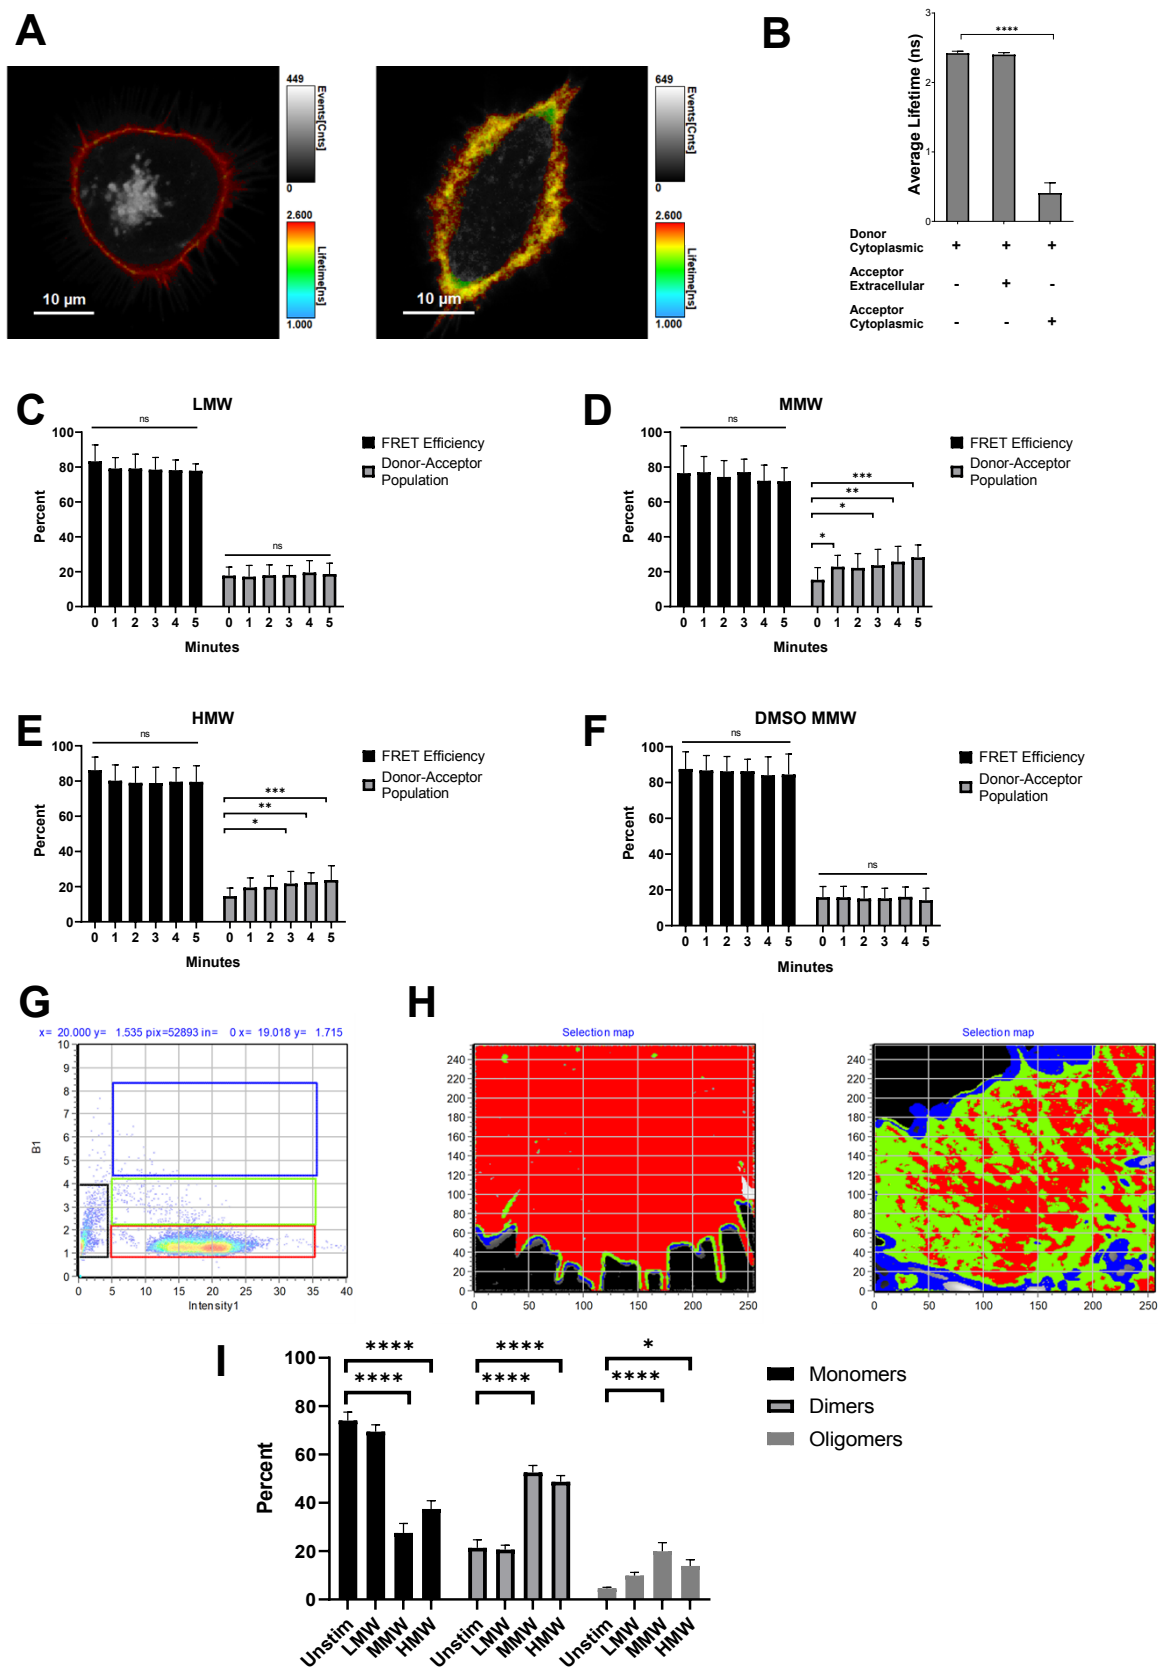 A
449
Events[Cnts]
0
2.600
Lifetime[ns]
1.000
10 µm
649
Events[Cnts]
0
2.600
Lifetime[ns]
1.000
10 µm
B
3
2
1
0
Average Lifetime (ns)
****
Donor
Cytoplasmic + + +
Acceptor
Extracellular - + -
Acceptor
Cytoplasmic - - +
C
LMW
ns
100
80
60
40
20
0
Percent
ns
0 1 2 3 4 5 0 1 2 3 4 5
Minutes
FRET Efficiency
Donor-Acceptor
Population
D
MMW
ns
100
80
60
40
20
0
Percent
***
**
*
*
0 1 2 3 4 5 0 1 2 3 4 5
Minutes
FRET Efficiency
Donor-Acceptor
Population
E
HMW
ns
100
80
60
40
20
0
Percent
***
**
*
0 1 2 3 4 5 0 1 2 3 4 5
Minutes
FRET Efficiency
Donor-Acceptor
Population
F
DMSO MMW
ns
100
80
60
40
20
0
Percent
ns
0 1 2 3 4 5 0 1 2 3 4 5
Minutes
FRET Efficiency
Donor-Acceptor
Population
G
x= 20.000 y= 1.535 pix=52893 in= 0 x= 19.018 y= 1.715
10
9
8
7
6
5
4
3
2
1
0
B1
0 5 10 15 20 25 30 35 40
Intensity1
H
Selection map
240
220
200
180
160
140
120
100
80
60
40
20
0
0 50 100 150 200 250
Selection map
240
220
200
180
160
140
120
100
80
60
40
20
0
0 50 100 150 200 250
I
100
80
60
40
20
0
Percent
**** **** *
**** **** ****
Unstim LMW MMW HMW Unstim LMW MMW HMW Unstim LMW MMW HMW
Monomers
Dimers
Oligomers